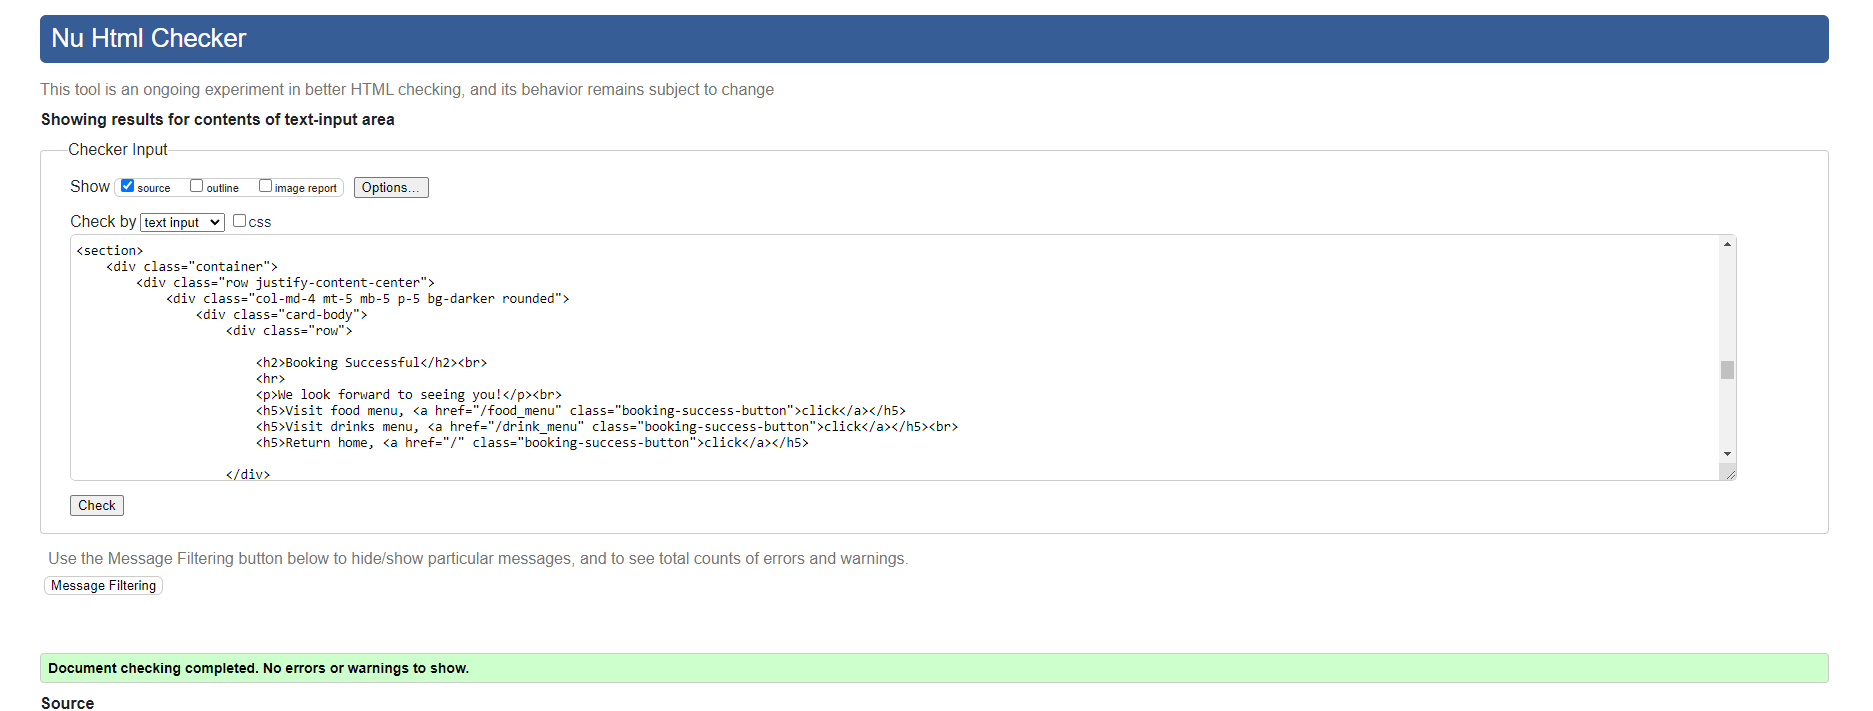 Nu Html Checker
This tool is an ongoing experiment in better HTML checking, and its behavior remains subject to change
Showing results for contents of text-input area
Checker Input
Show source outline image report Options...
Check by text input css
<section>
    <div class="container">
        <div class="row justify-content-center">
            <div class="col-md-4 mt-5 mb-5 p-5 bg-darker rounded">
                <div class="card-body">
                    <div class="row">
                        <h2>Booking Successful</h2><br>
                        <hr>
                        <p>We look forward to seeing you!</p><br>
                        <h5>Visit food menu, <a href="/food_menu" class="booking-success-button">click</a></h5>
                        <h5>Visit drinks menu, <a href="/drink_menu" class="booking-success-button">click</a></h5><br>
                        <h5>Return home, <a href="/" class="booking-success-button">click</a></h5>
                    </div>
Check
Use the Message Filtering button below to hide/show particular messages, and to see total counts of errors and warnings.
Message Filtering
Document checking completed. No errors or warnings to show.
Source